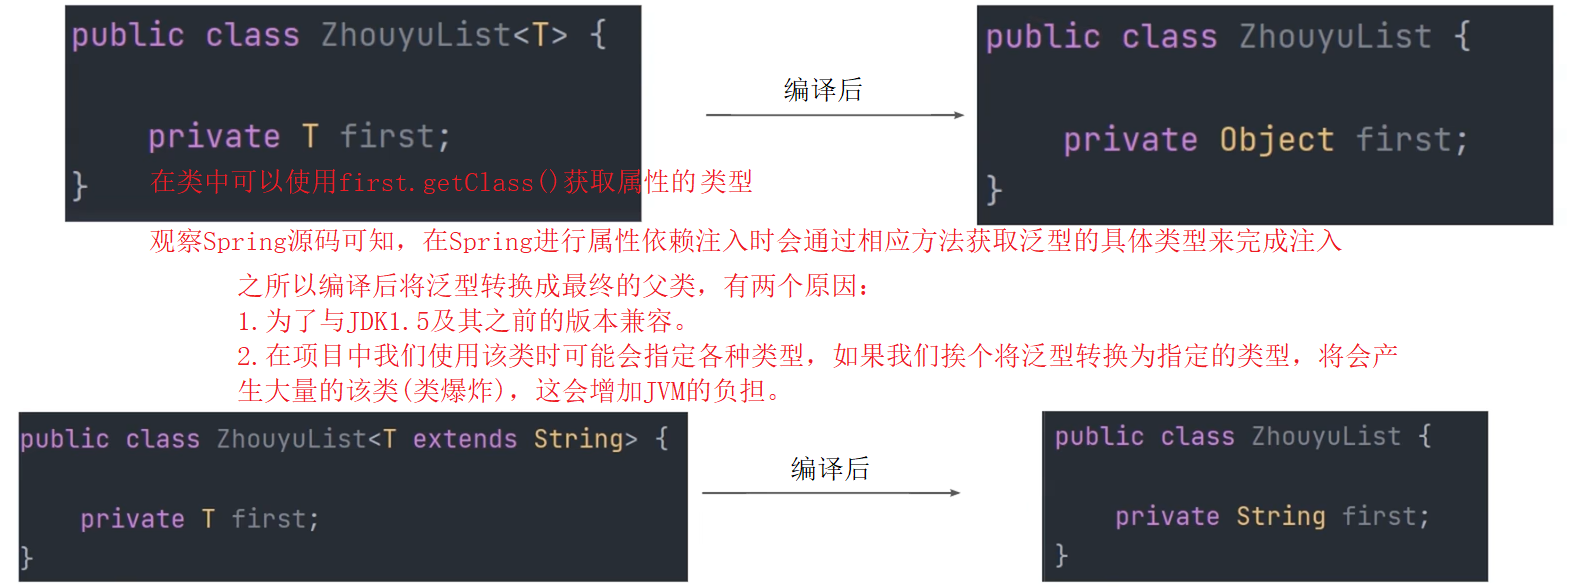 public class ZhouyuList<T> {
private T first;
}
在类中可以使用first.getClass()获取属性的类型
编译后
public class ZhouyuList {
private Object first;
}
观察Spring源码可知，在Spring进行属性依赖注入时会通过相应方法获取泛型的具体类型来完成注入
之所以编译后将泛型转换成最终的父类，有两个原因：
1.为了与JDK1.5及其之前的版本兼容。
2.在项目中我们使用该类时可能会指定各种类型，如果我们挨个将泛型转换为指定的类型，将会产
生大量的该类(类爆炸)，这会增加JVM的负担。
public class ZhouyuList<T extends String> {
private T first;
}
编译后
public class ZhouyuList {
private String first;
}